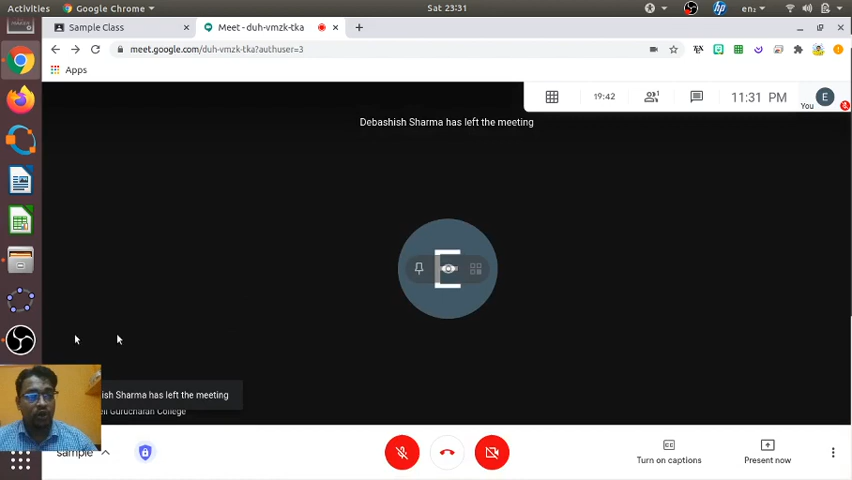 Activities
Google Chrome
Sat 23:31
en₂
Sample Class
Meet - duh-vmzk-tka
meet.google.com/duh-vmzk-tka?authuser=3
Apps
19:42
1
11:31 PM
E
You
Debashish Sharma has left the meeting
E
ish Sharma has left the meeting
Gurucharan College
sample
Turn on captions
Present now